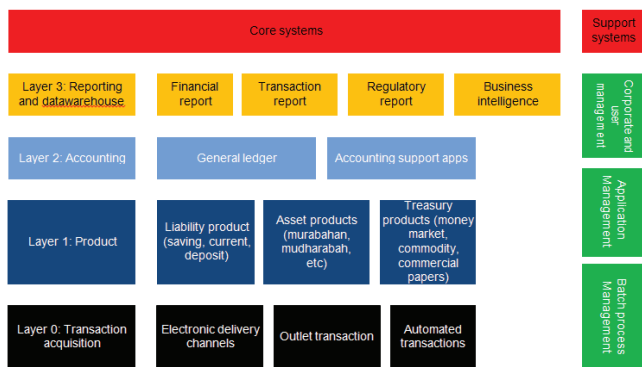 Core systems
Support
systems
Layer 3: Reporting
and datawarehouse
Financial
report
Transaction
report
Regulatory
report
Business
intelligence
Corporate and
user
management
Layer 2: Accounting
General ledger
Accounting support apps
Application
Management
Layer 1: Product
Liability product
(saving, current,
deposit)
Asset products
(murabahan,
mudharabah,
etc)
Treasury
products (money
market,
commodity,
commercial
papers)
Batch process
Management
Layer 0: Transaction
acquisition
Electronic delivery
channels
Outlet transaction
Automated
transactions